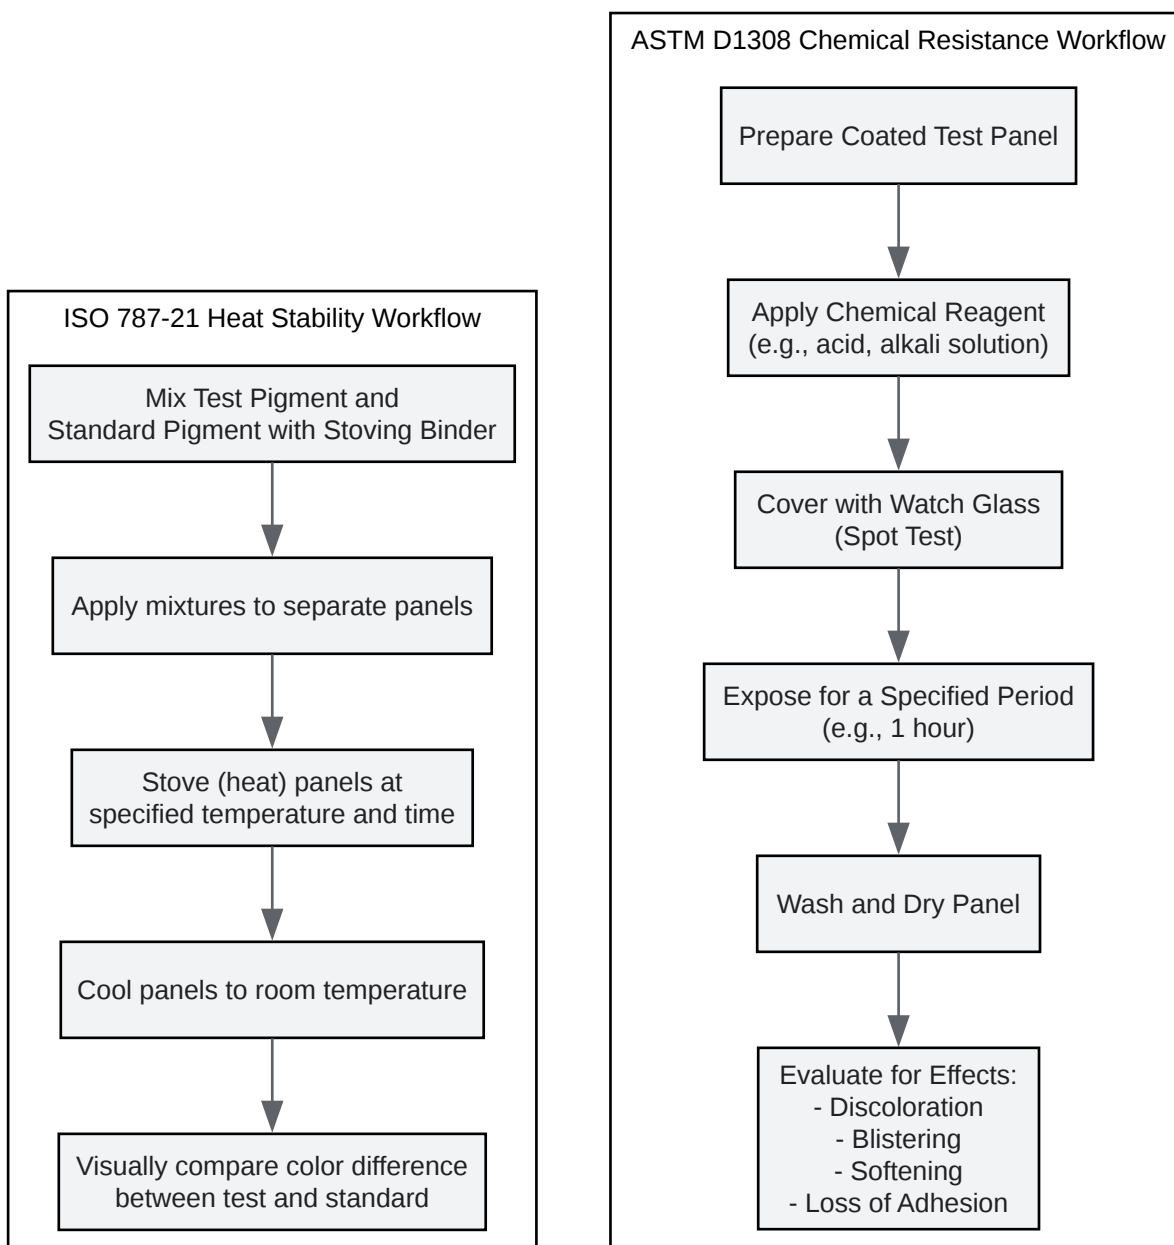 ISO 787-21 Heat Stability Workflow
Mix Test Pigment and
Standard Pigment with Stoving Binder
Apply mixtures to separate panels
Stove (heat) panels at
specified temperature and time
Cool panels to room temperature
Visually compare color difference
between test and standard
ASTM D1308 Chemical Resistance Workflow
Prepare Coated Test Panel
Apply Chemical Reagent
(e.g., acid, alkali solution)
Cover with Watch Glass
(Spot Test)
Expose for a Specified Period
(e.g., 1 hour)
Wash and Dry Panel
Evaluate for Effects:
- Discoloration
- Blistering
- Softening
- Loss of Adhesion